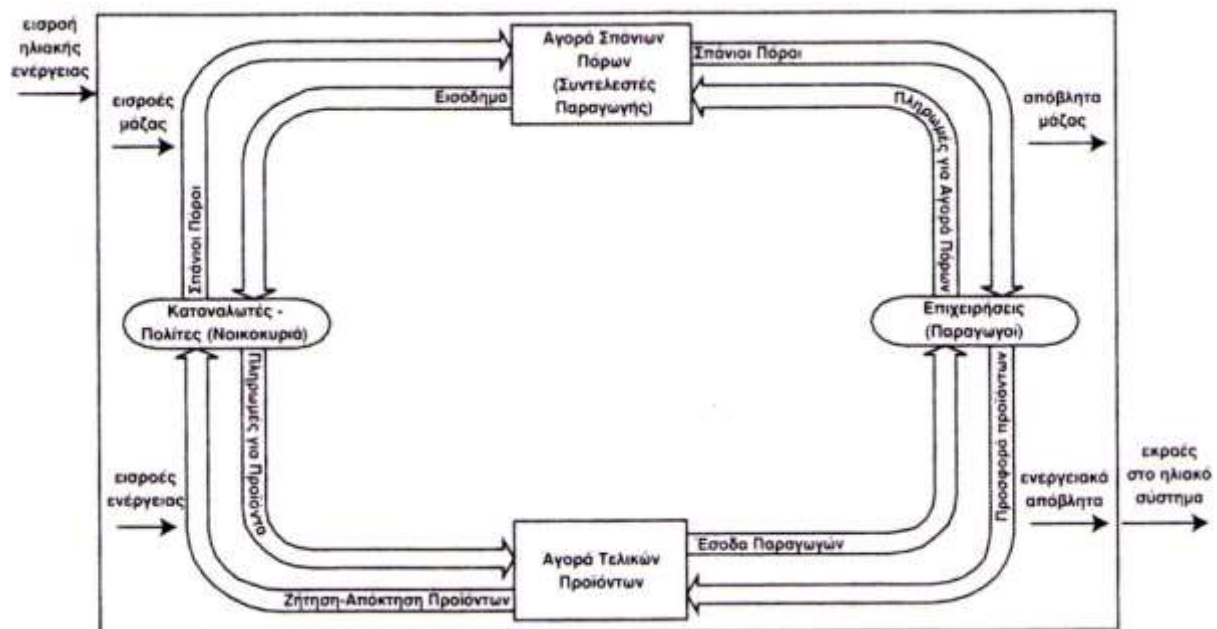 εισροή
ηλιακής
ενέργειας
εισροές
μάζας
Αγορά Σπάνιων
Πόρων
(Συντελεστές
Παραγωγής)
Σπάνιοι Πόροι
Εισόδημα
Πληρωμές για Αγορά Πόρων
απόβλητα
μάζας
Σπάνιοι Πόροι
Καταναλωτές -
Πολίτες (Νοικοκυριά)
Επιχειρήσεις
(Παραγωγοί)
Πληρωμές για Προϊόντα
Προσφορά προϊόντων
εισροές
ενέργειας
ενεργειακά
απόβλητα
εκροές
στο ηλιακό
σύστημα
Έσοδα Παραγωγών
Αγορά Τελικών
Προϊόντων
Ζήτηση-Απόκτηση Προϊόντων